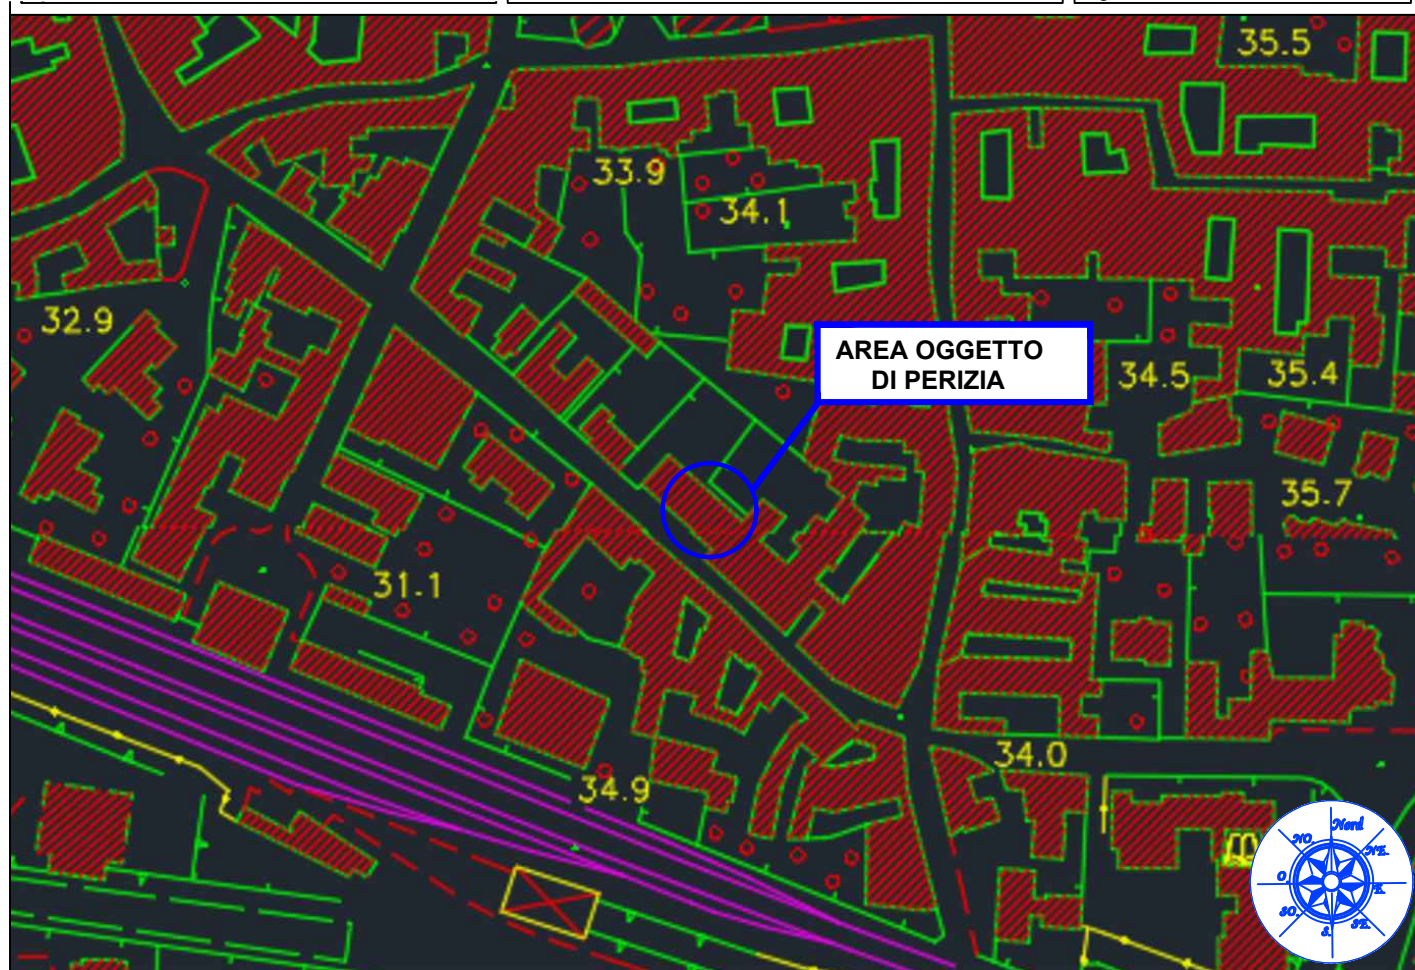 35.5
33.9
34.1
32.9
AREA OGGETTO
DI PERIZIA
34.5
35.4
35.7
31.1
34.0
34.9
Nord
NO.
NE.
O.
E.
SO.
SE.
S.